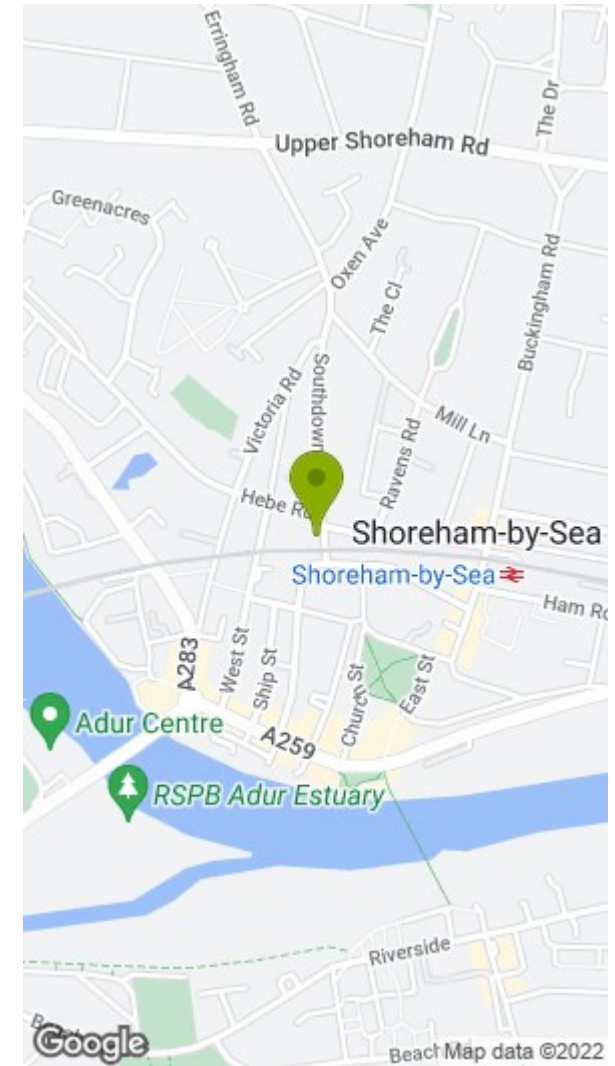 Erringham Rd
The Dr
Upper Shoreham Rd
Greenacres
Oxen Ave
The Cl
Buckingham Rd
Victoria Rd
Southdown
Mill Ln
Ravens Rd
Hebe Rd
Shoreham-by-Sea
Shoreham-by-Sea
Ham Rd
A283
West St
Ship St
Church St
East St
Adur Centre
A259
RSPB Adur Estuary
Riverside
Google
Beach
Map data ©2022